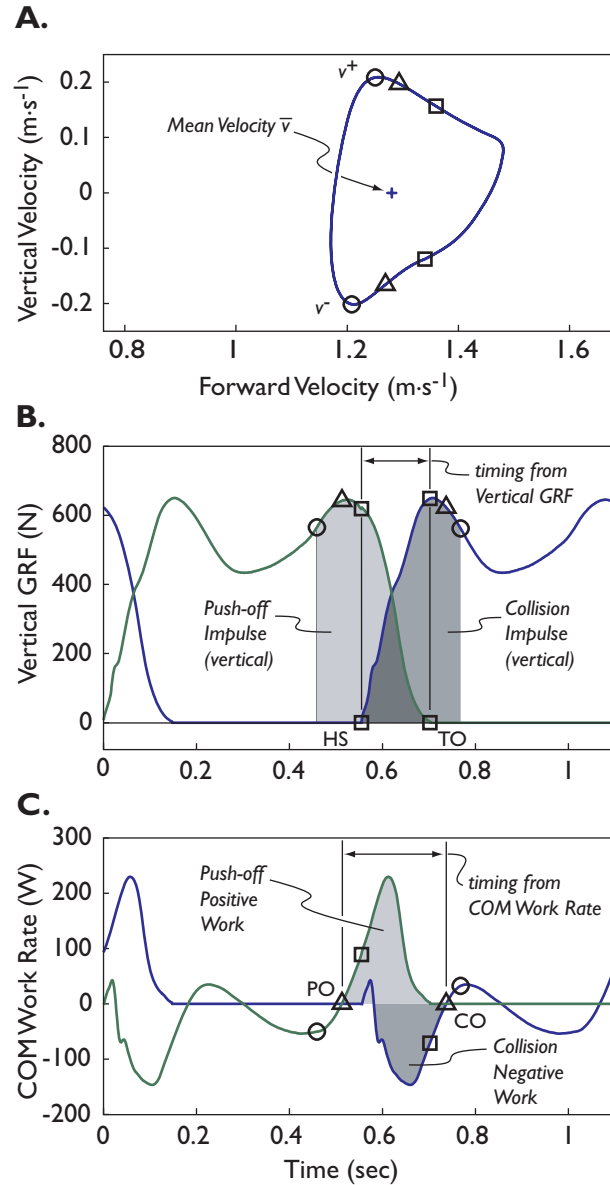 A.
Vertical Velocity (m·s⁻¹)
0.2
0.1
0
-0.1
-0.2
v⁺
Mean Velocity v̅
v⁻
0.8
1
1.2
1.4
1.6
Forward Velocity (m·s⁻¹)
B.
Vertical GRF (N)
800
600
400
200
0
timing from
Vertical GRF
Push-off
Impulse
(vertical)
Collision
Impulse
(vertical)
HS
TO
0
0.2
0.4
0.6
0.8
1
C.
COM Work Rate (W)
300
200
100
0
-100
-200
Push-off
Positive
Work
timing from
COM Work Rate
PO
CO
Collision
Negative
Work
0
0.2
0.4
0.6
0.8
1
Time (sec)